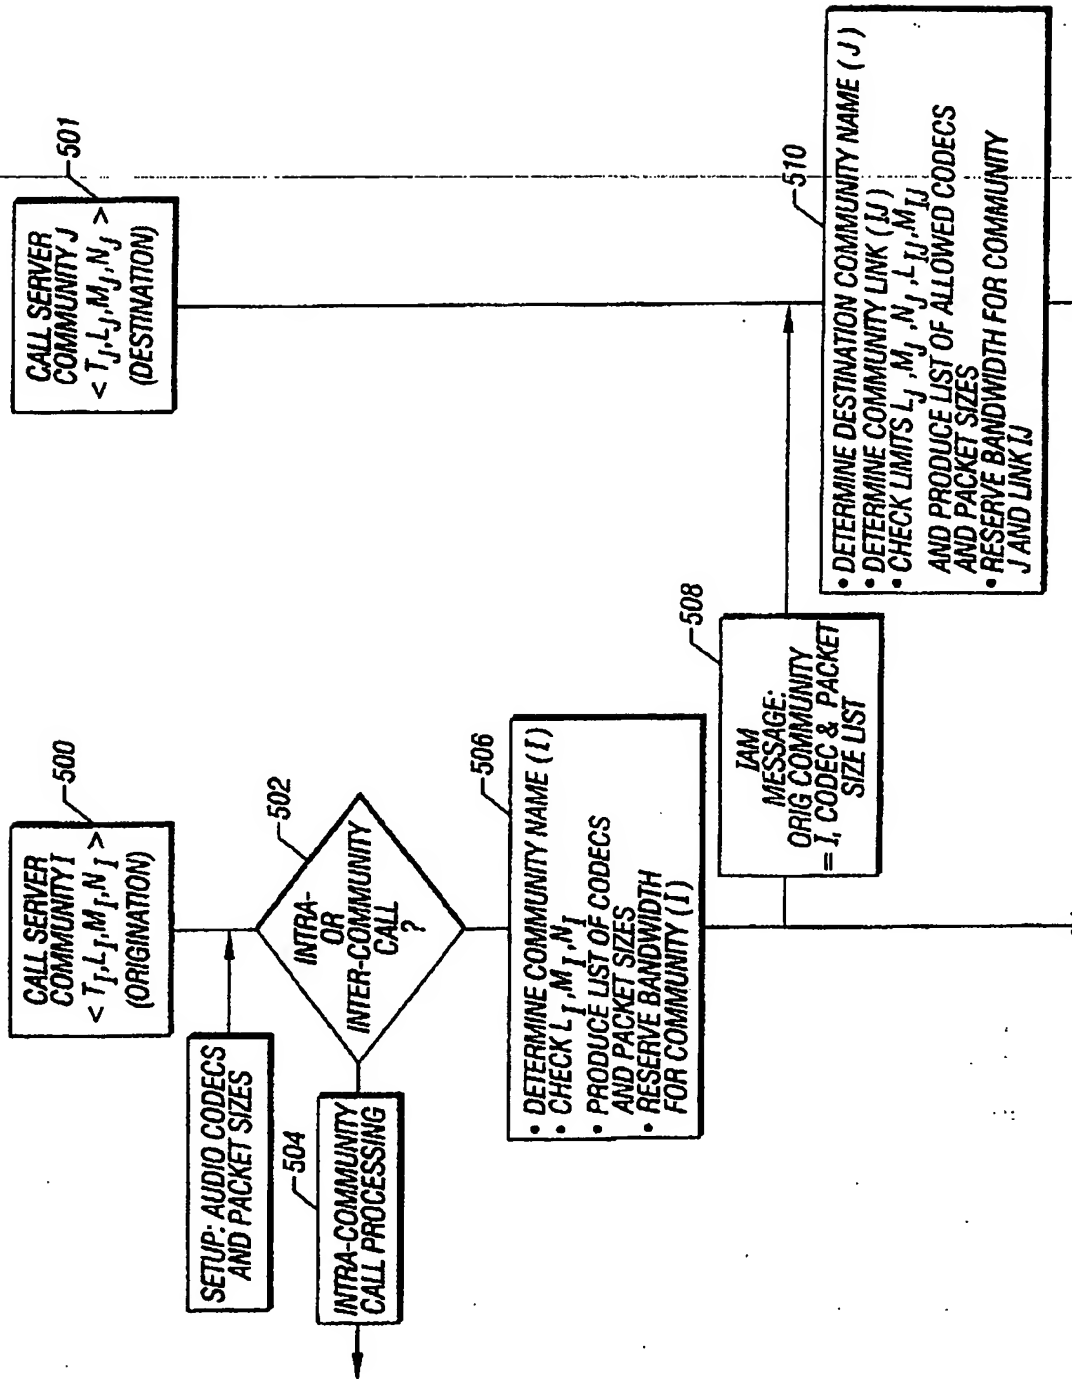 CALL SERVER
COMMUNITY I
< T_I, L_I, M_I, N_I >
(ORIGINATION)
500
CALL SERVER
COMMUNITY J
< T_J, L_J, M_J, N_J >
(DESTINATION)
501
SETUP: AUDIO CODECS
AND PACKET SIZES
INTRA-
OR
INTER-COMMUNITY
CALL
?
502
INTRA-COMMUNITY
CALL PROCESSING
504
• DETERMINE COMMUNITY NAME (I)
• CHECK L_I, M_I, N_I
• PRODUCE LIST OF CODECS
AND PACKET SIZES
• RESERVE BANDWIDTH
FOR COMMUNITY (I)
506
IAM
MESSAGE:
ORIG COMMUNITY
= I, CODEC & PACKET
SIZE LIST
508
• DETERMINE DESTINATION COMMUNITY NAME (J)
• DETERMINE COMMUNITY LINK (IJ)
• CHECK LIMITS L_J, M_J, N_J, L_IJ, M_IJ
AND PRODUCE LIST OF ALLOWED CODECS
AND PACKET SIZES
• RESERVE BANDWIDTH FOR COMMUNITY
J AND LINK IJ
510